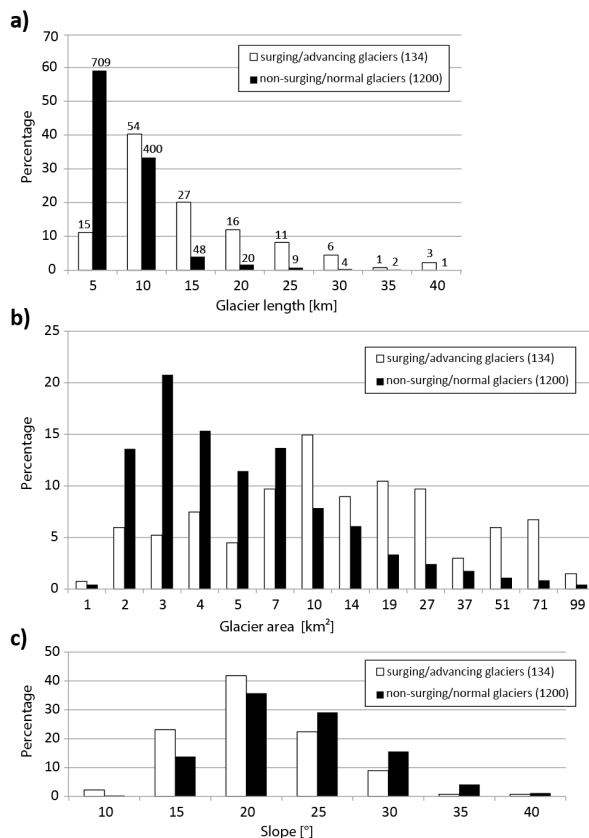 a)
70
60
50
40
30
20
10
0
Percentage
surging/advancing glaciers (134)
non-surging/normal glaciers (1200)
15
709
54
400
27
48
16
20
11
9
6
4
1
2
3
1
5 10 15 20 25 30 35 40
Glacier length [km]
b)
25
20
15
10
5
0
Percentage
surging/advancing glaciers (134)
non-surging/normal glaciers (1200)
1 2 3 4 5 7 10 14 19 27 37 51 71 99
Glacier area [km²]
c)
50
40
30
20
10
0
Percentage
surging/advancing glaciers (134)
non-surging/normal glaciers (1200)
10 15 20 25 30 35 40
Slope [°]